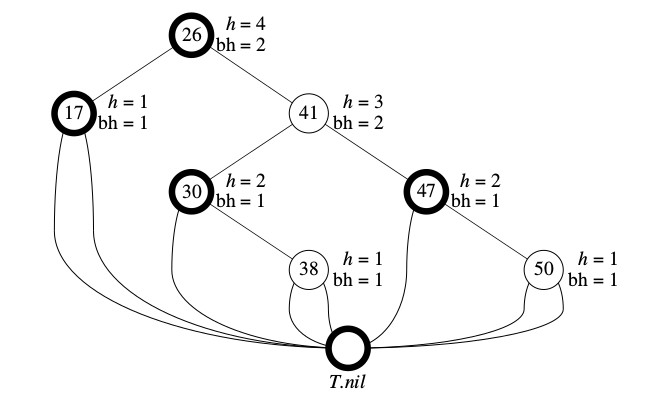 26
h = 4
bh = 2
17
h = 1
bh = 1
41
h = 3
bh = 2
30
h = 2
bh = 1
47
h = 2
bh = 1
38
h = 1
bh = 1
50
h = 1
bh = 1
T.nil